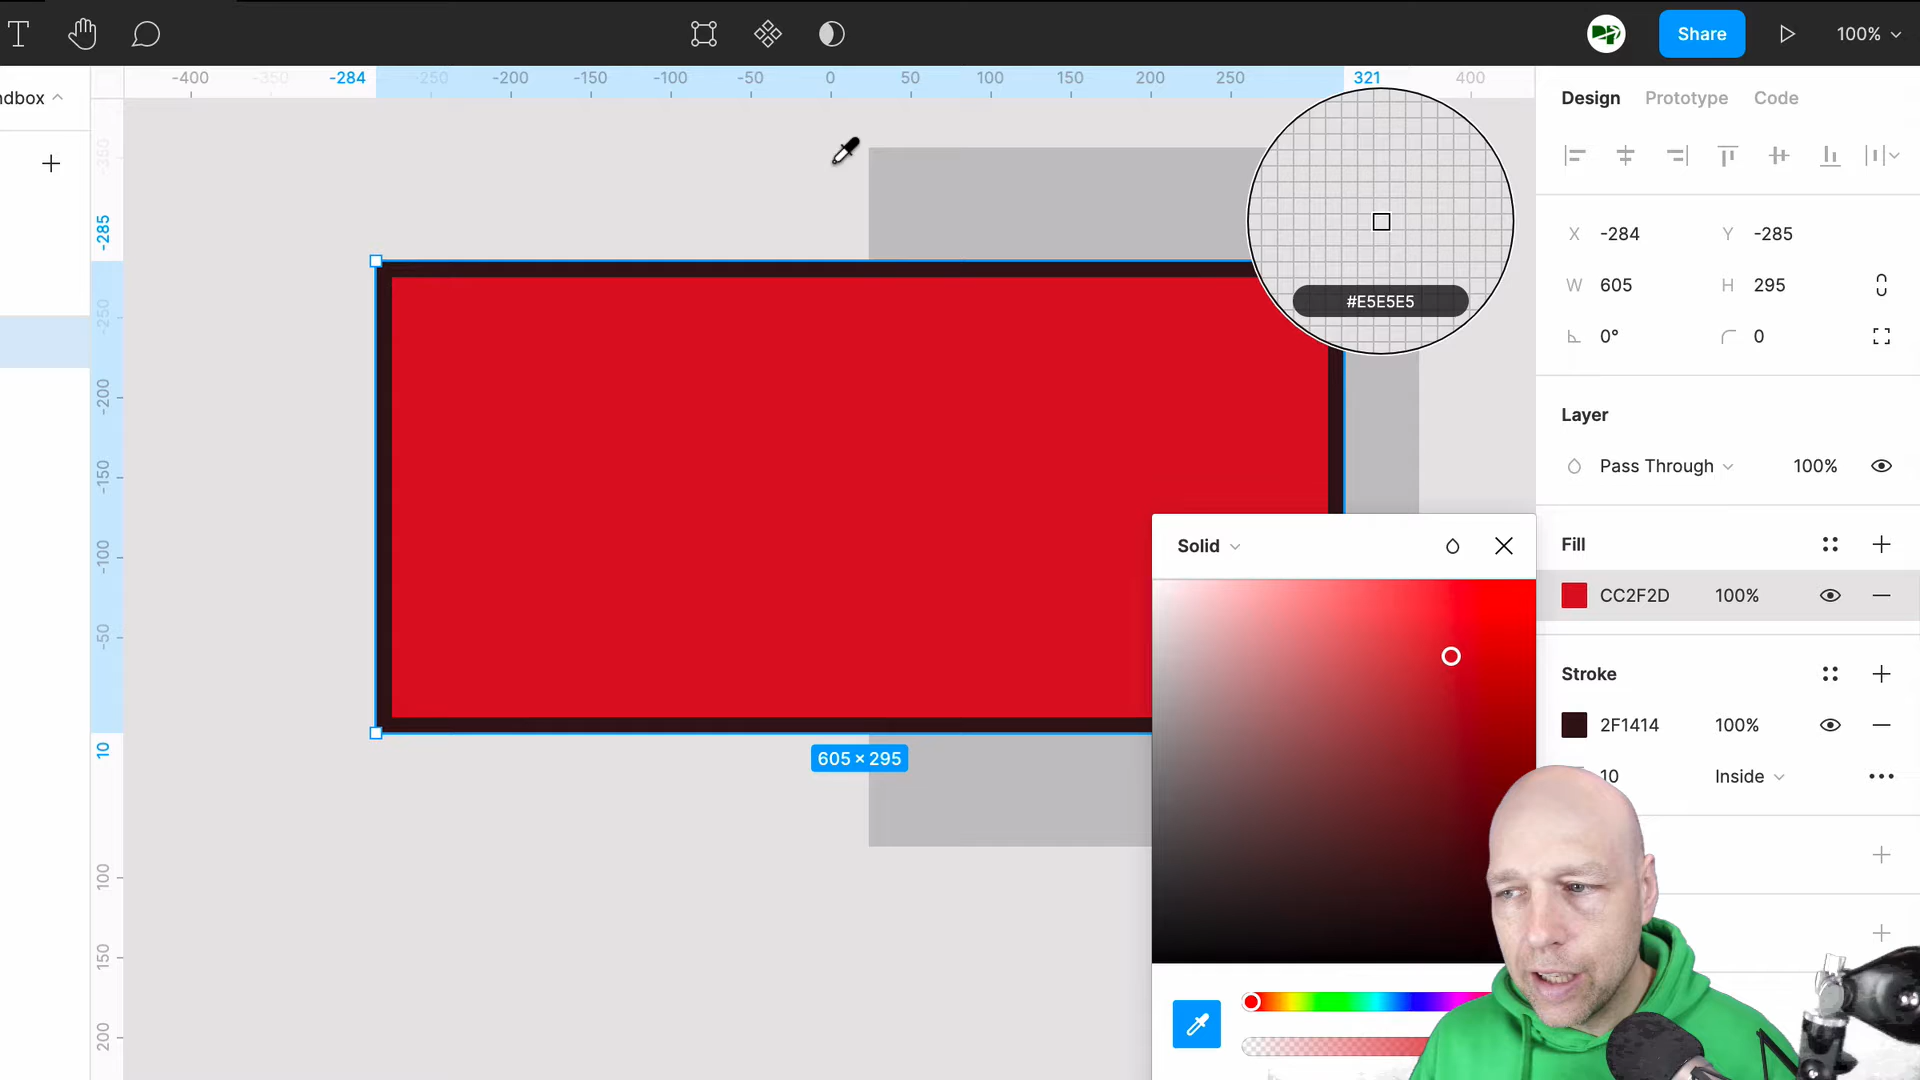 Share
100%
-400
-350
-284
-250
-200
-150
-100
-50
0
50
100
150
200
250
321
400
Design
Prototype
Code
ndbox
-350
-285
-250
-200
-150
-100
-50
10
100
150
200
#E5E5E5
X -284
Y -285
W 605
H 295
0°
0
Layer
Pass Through
100%
Solid
Fill
CC2F2D
100%
Stroke
2F1414
100%
10
Inside
605 × 295